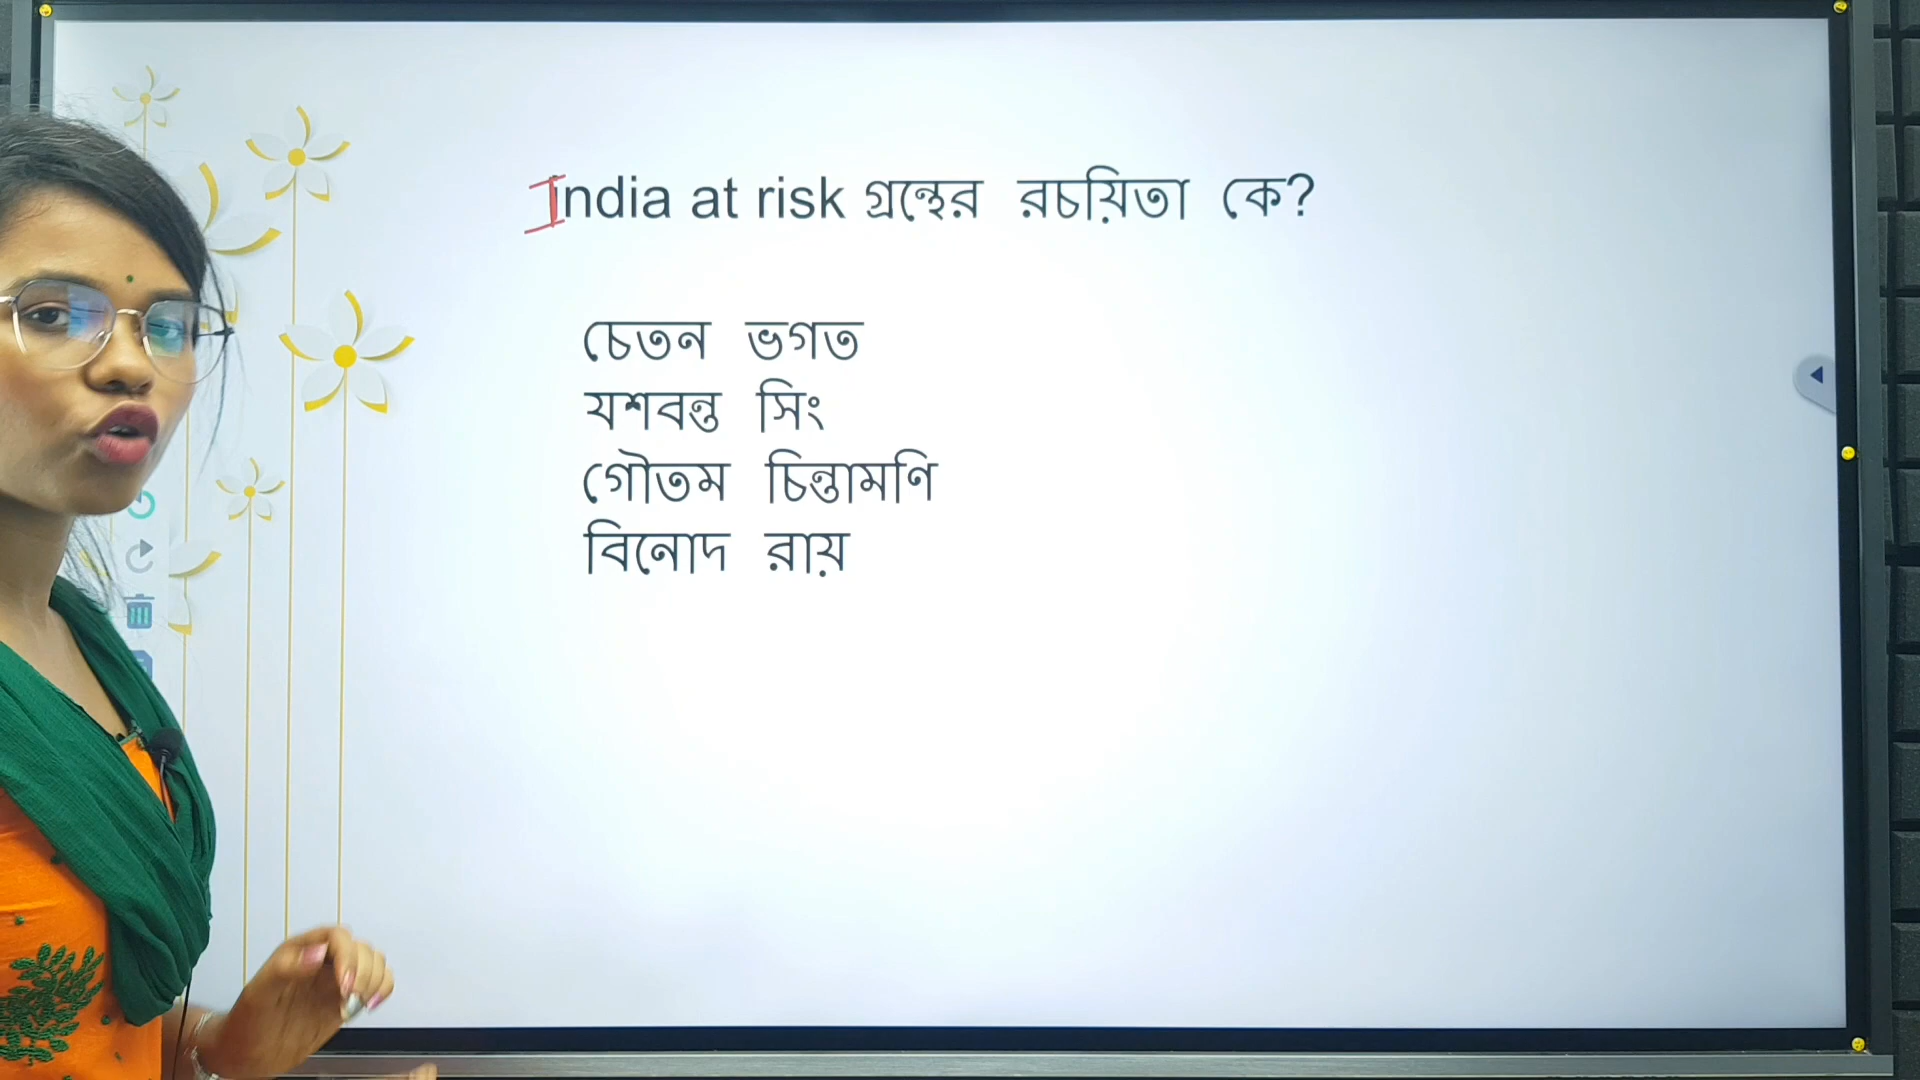 India at risk গ্রন্থের রচয়িতা কে?
চেতন ভগত
যশবন্ত সিং
গৌতম চিন্তামণি
বিনোদ রায়